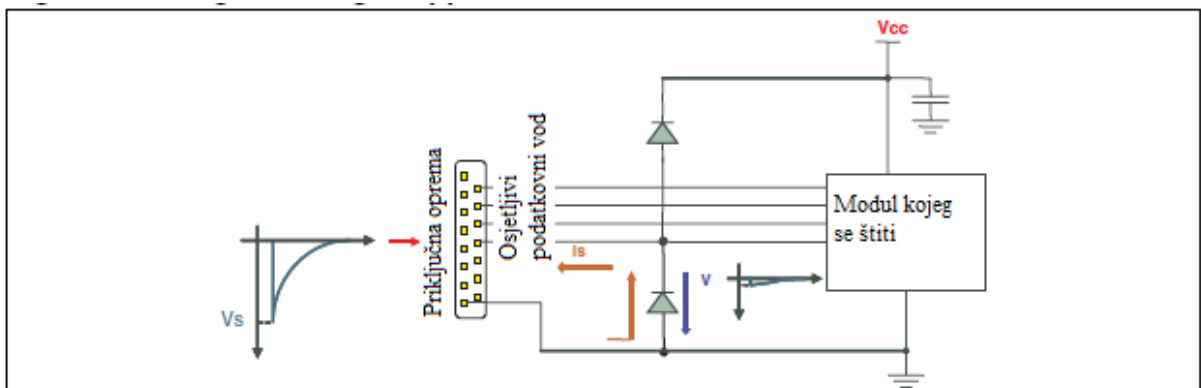 Vcc
Priključna oprema
Osjetljivi
podatkovni vod
Modul kojeg
se štiti
Is
V
Vs